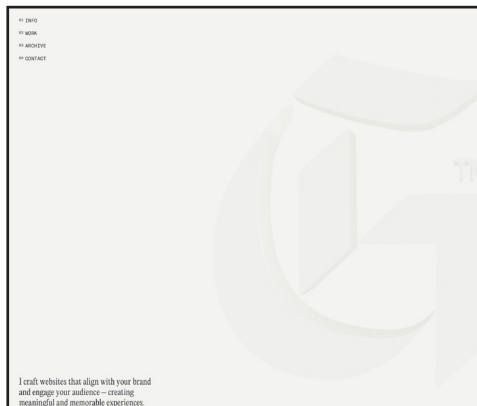 01 INFO
02 WORK
03 ARCHIVE
04 CONTACT
I craft websites that align with your brand
and engage your audience — creating
meaningful and memorable experiences.